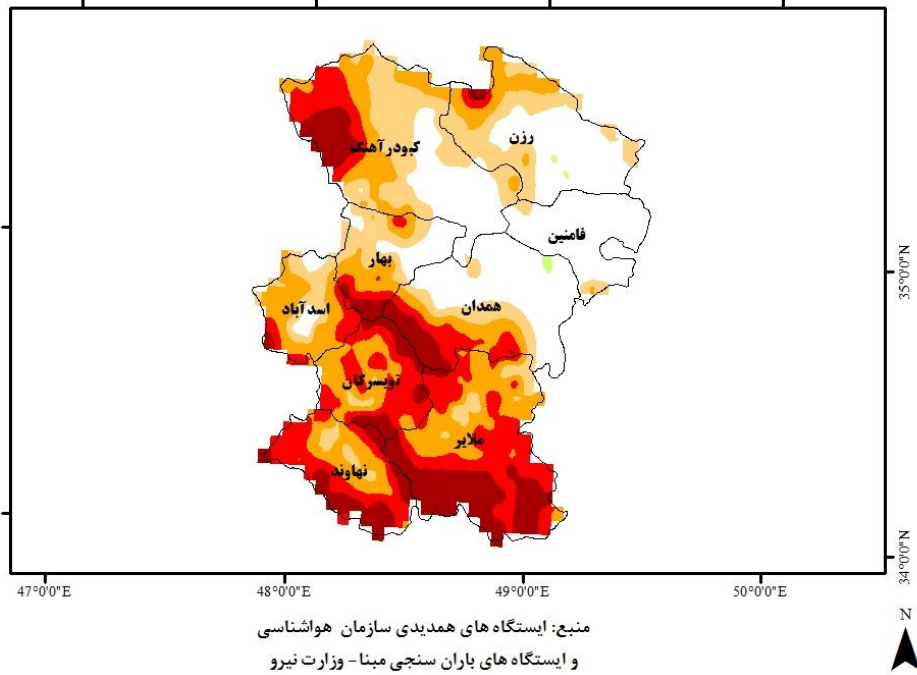 رزن
کبودرآهنگ
فامنین
بهار
همدان
اسدآباد
تویسرکان
ملایر
نهاوند
35°0'0"N
34°0'0"N
47°0'0"E
48°0'0"E
49°0'0"E
50°0'0"E
N
منبع: ایستگاه های همدیدی سازمان هواشناسی
و ایستگاه های باران سنجی مبنا- وزارت نیرو